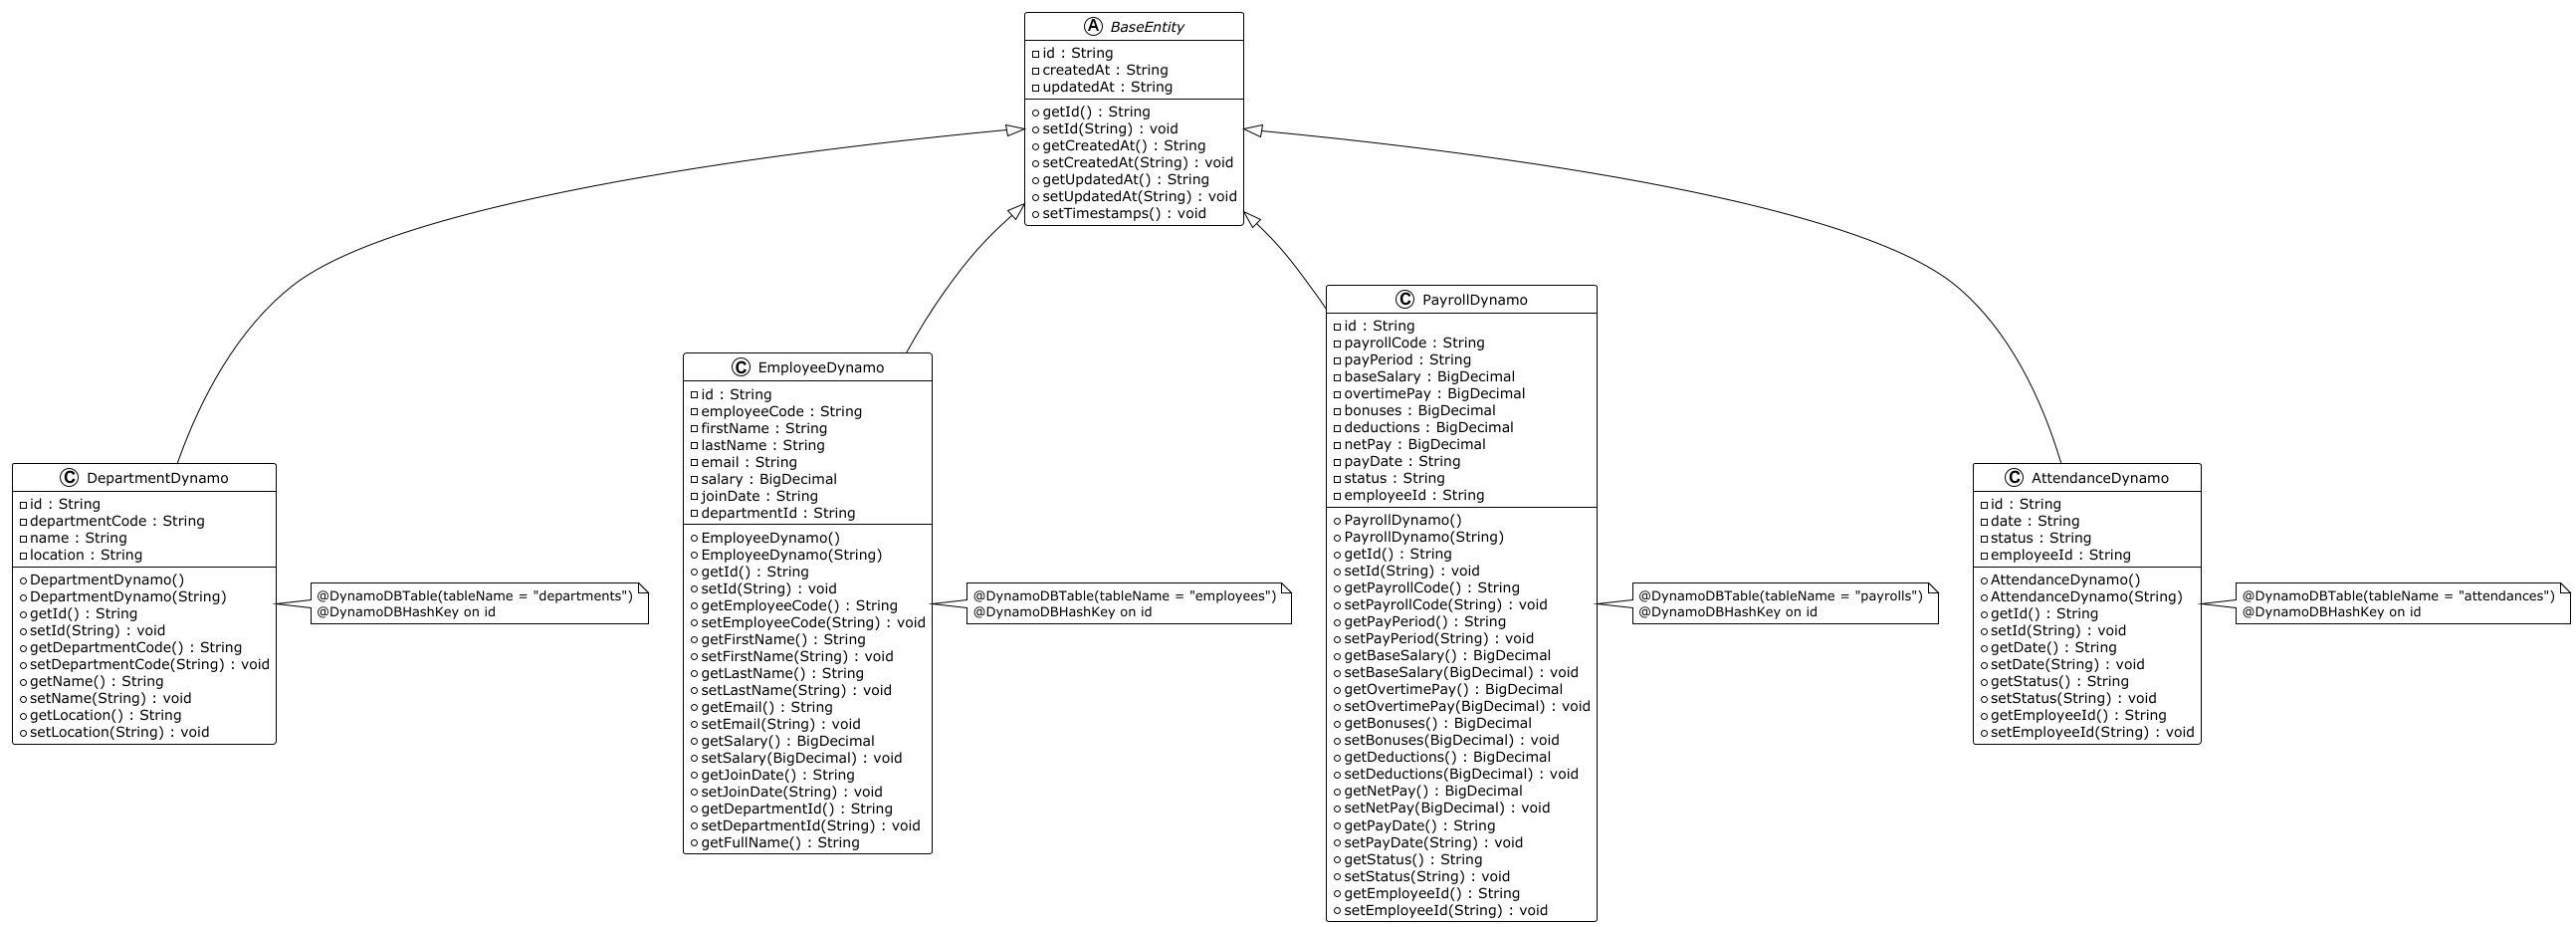 A BaseEntity
id : String
createdAt : String
updatedAt : String
getId() : String
setId(String) : void
getCreatedAt() : String
setCreatedAt(String) : void
getUpdatedAt() : String
setUpdatedAt(String) : void
setTimestamps() : void
C DepartmentDynamo
id : String
departmentCode : String
name : String
location : String
DepartmentDynamo()
DepartmentDynamo(String)
getId() : String
setId(String) : void
getDepartmentCode() : String
setDepartmentCode(String) : void
getName() : String
setName(String) : void
getLocation() : String
setLocation(String) : void
@DynamoDBTable(tableName = "departments")
@DynamoDBHashKey on id
C EmployeeDynamo
id : String
employeeCode : String
firstName : String
lastName : String
email : String
salary : BigDecimal
joinDate : String
departmentId : String
EmployeeDynamo()
EmployeeDynamo(String)
getId() : String
setId(String) : void
getEmployeeCode() : String
setEmployeeCode(String) : void
getFirstName() : String
setFirstName(String) : void
getLastName() : String
setLastName(String) : void
getEmail() : String
setEmail(String) : void
getSalary() : BigDecimal
setSalary(BigDecimal) : void
getJoinDate() : String
setJoinDate(String) : void
getDepartmentId() : String
setDepartmentId(String) : void
getFullName() : String
@DynamoDBTable(tableName = "employees")
@DynamoDBHashKey on id
C PayrollDynamo
id : String
payrollCode : String
payPeriod : String
baseSalary : BigDecimal
overtimePay : BigDecimal
bonuses : BigDecimal
deductions : BigDecimal
netPay : BigDecimal
payDate : String
status : String
employeeId : String
PayrollDynamo()
PayrollDynamo(String)
getId() : String
setId(String) : void
getPayrollCode() : String
setPayrollCode(String) : void
getPayPeriod() : String
setPayPeriod(String) : void
getBaseSalary() : BigDecimal
setBaseSalary(BigDecimal) : void
getOvertimePay() : BigDecimal
setOvertimePay(BigDecimal) : void
getBonuses() : BigDecimal
setBonuses(BigDecimal) : void
getDeductions() : BigDecimal
setDeductions(BigDecimal) : void
getNetPay() : BigDecimal
setNetPay(BigDecimal) : void
getPayDate() : String
setPayDate(String) : void
getStatus() : String
setStatus(String) : void
getEmployeeId() : String
setEmployeeId(String) : void
@DynamoDBTable(tableName = "payrolls")
@DynamoDBHashKey on id
C AttendanceDynamo
id : String
date : String
status : String
employeeId : String
AttendanceDynamo()
AttendanceDynamo(String)
getId() : String
setId(String) : void
getDate() : String
setDate(String) : void
getStatus() : String
setStatus(String) : void
getEmployeeId() : String
setEmployeeId(String) : void
@DynamoDBTable(tableName = "attendances")
@DynamoDBHashKey on id